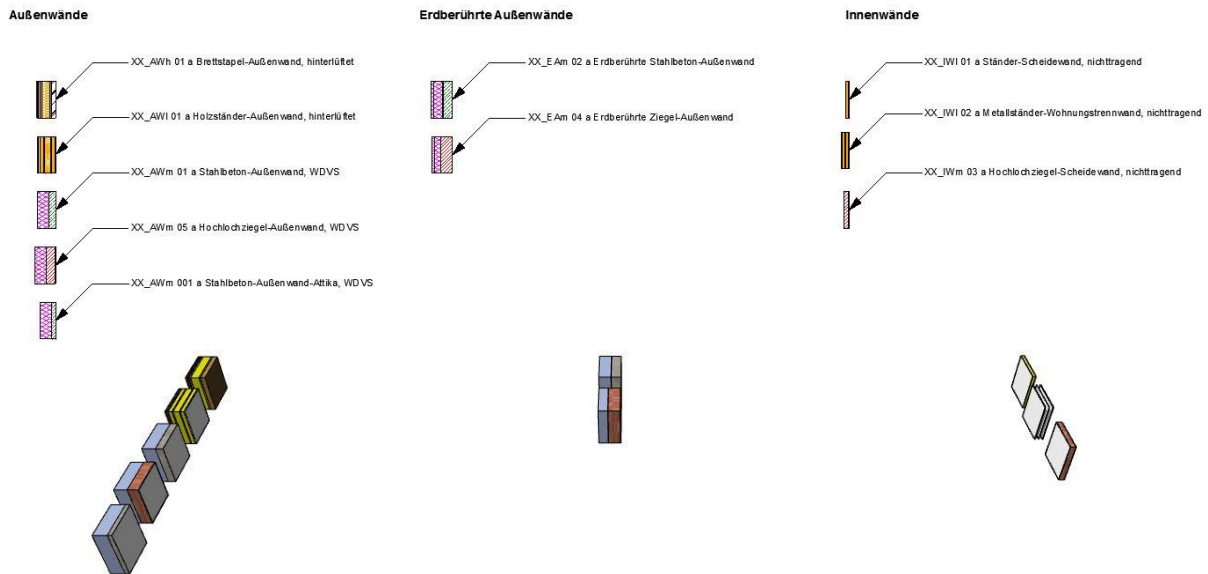 Außenwände
XX_AWh 01 a Brettstapel-Außenwand, hinterlüftet
XX_AWl 01 a Holzständer-Außenwand, hinterlüftet
XX_AWm 01 a Stahlbeton-Außenwand, WDVS
XX_AWm 05 a Hochlochziegel-Außenwand, WDVS
XX_AWm 001 a Stahlbeton-Außenwand-Attika, WDVS
Erdberührte Außenwände
XX_EAm 02 a Erdberührte Stahlbeton-Außenwand
XX_EAm 04 a Erdberührte Ziegel-Außenwand
Innenwände
XX_IWl 01 a Ständer-Scheidewand, nichttragend
XX_IWl 02 a Metallständer-Wohnungstrennwand, nichttragend
XX_IWm 03 a Hochlochziegel-Scheidewand, nichttragend